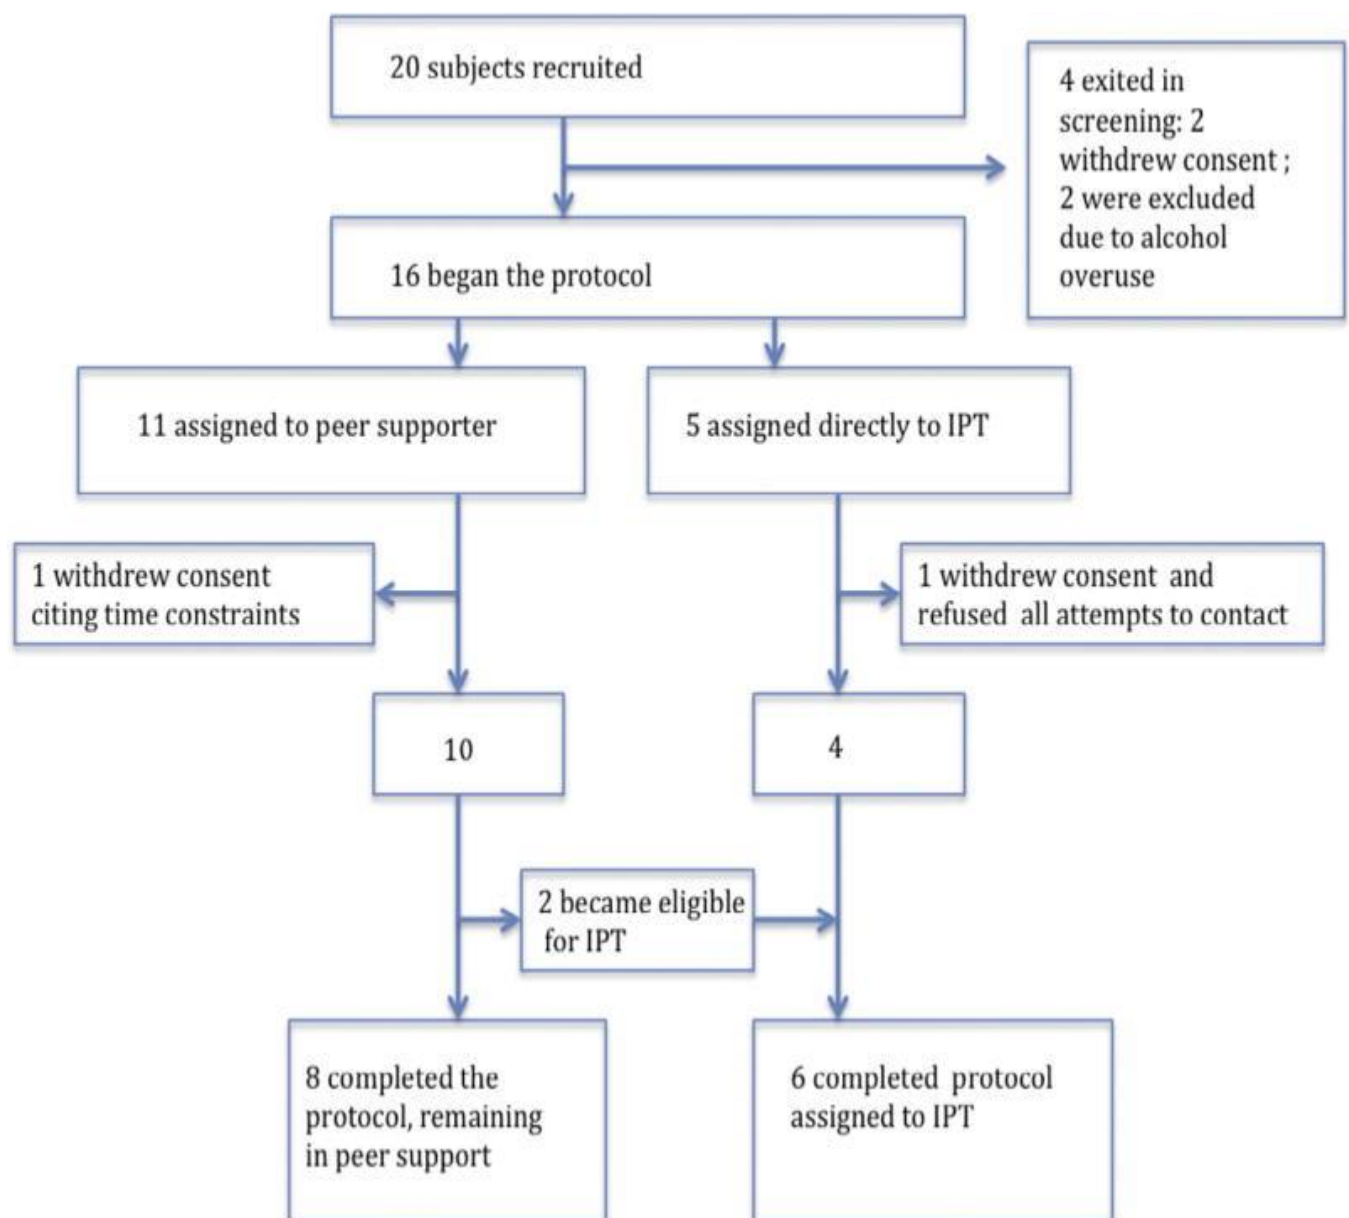 20 subjects recruited
4 exited in
screening: 2
withdrew consent ;
2 were excluded
due to alcohol
overuse
16 began the protocol
11 assigned to peer supporter
5 assigned directly to IPT
1 withdrew consent
citing time constraints
1 withdrew consent and
refused all attempts to contact
10
4
2 became eligible
for IPT
8 completed the
protocol, remaining
in peer support
6 completed protocol
assigned to IPT